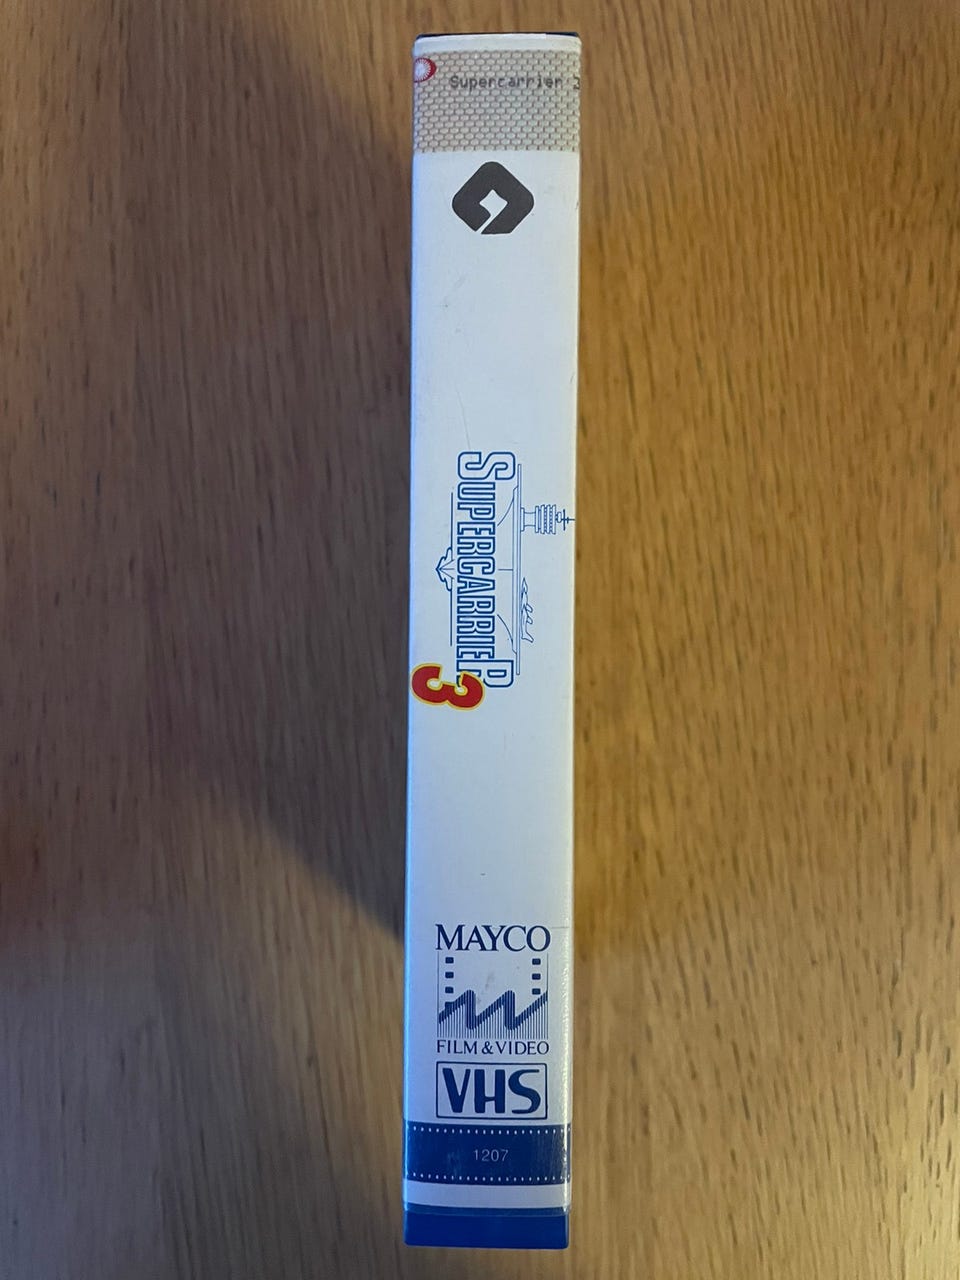 Supercarrier 3
SUPERCARRIER
3
MAYCO
FILM & VIDEO
VHS
1207